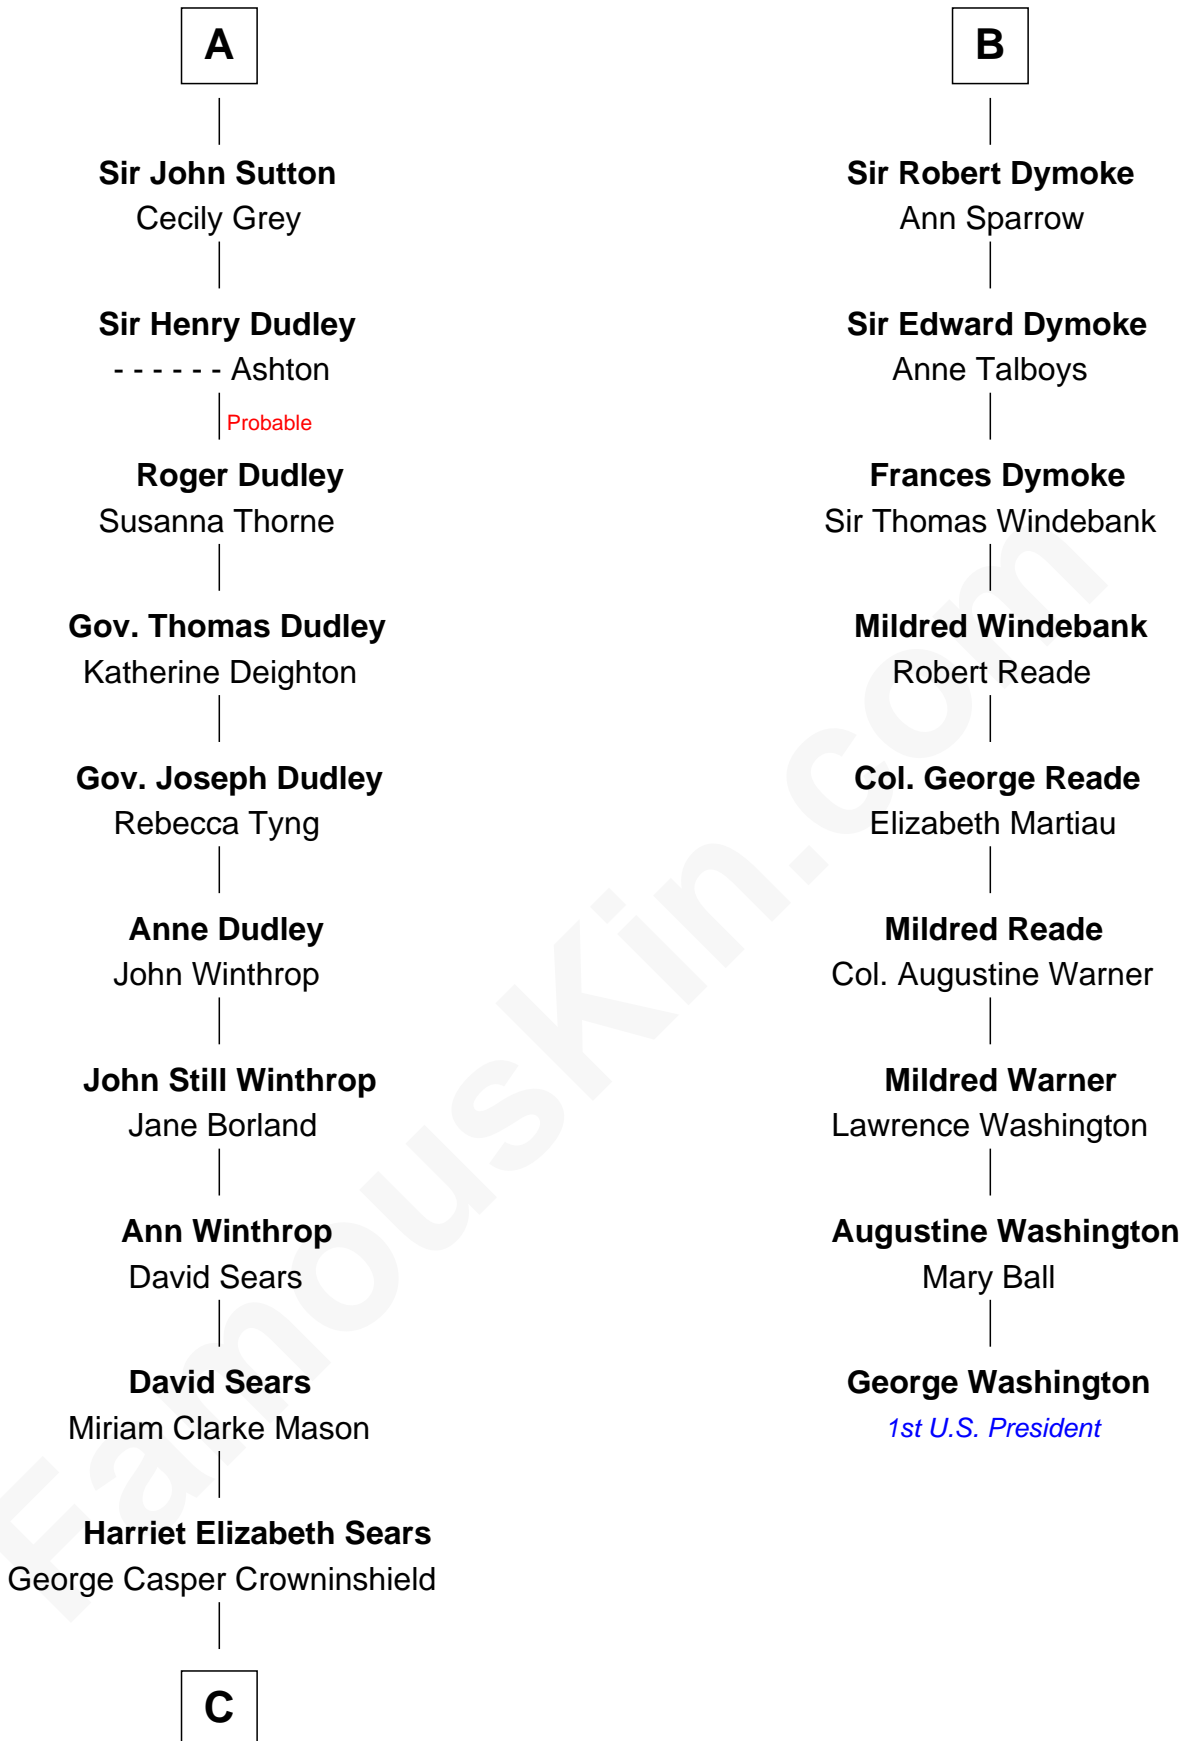 A
Sir John Sutton
Cecily Grey
Sir Henry Dudley
- - - - - - Ashton
Probable
Roger Dudley
Susanna Thorne
Gov. Thomas Dudley
Katherine Deighton
Gov. Joseph Dudley
Rebecca Tyng
Anne Dudley
John Winthrop
John Still Winthrop
Jane Borland
Ann Winthrop
David Sears
David Sears
Miriam Clarke Mason
Harriet Elizabeth Sears
George Casper Crowninshield
C
B
Sir Robert Dymoke
Ann Sparrow
Sir Edward Dymoke
Anne Talboys
Frances Dymoke
Sir Thomas Windebank
Mildred Windebank
Robert Reade
Col. George Reade
Elizabeth Martiau
Mildred Reade
Col. Augustine Warner
Mildred Warner
Lawrence Washington
Augustine Washington
Mary Ball
George Washington
1st U.S. President
FamousKin.com